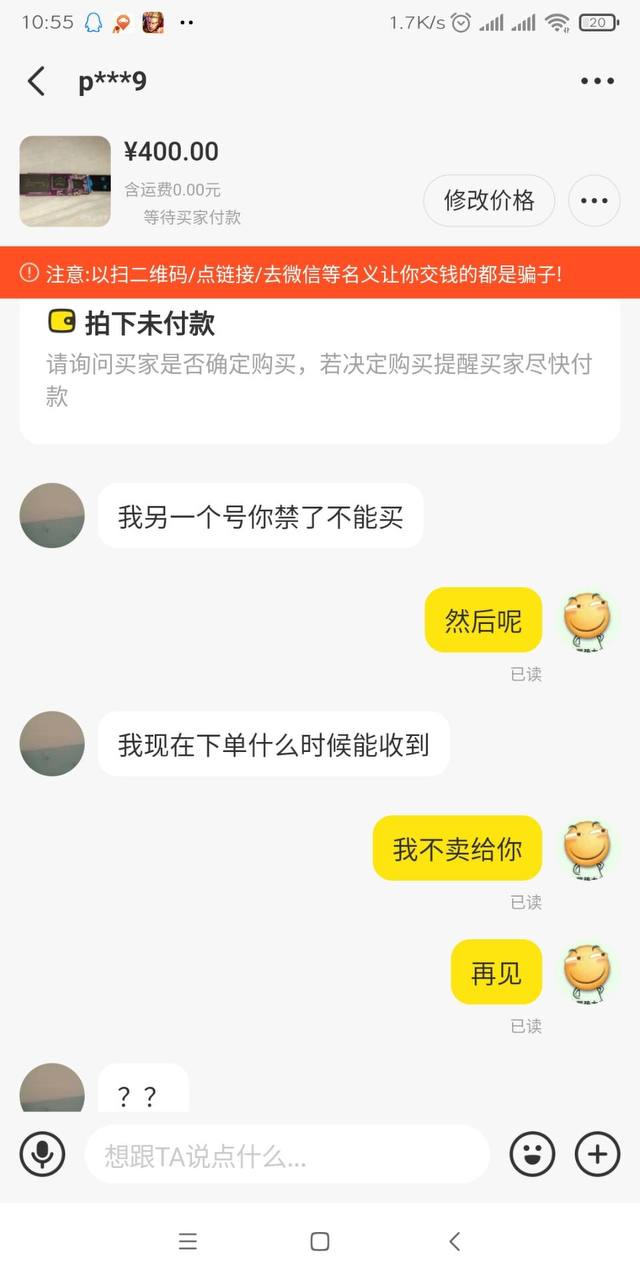 10:55
1.7K/s
20
p***9
¥400.00
含运费0.00元
等待买家付款
修改价格
注意:以扫二维码/点链接/去微信等名义让你交钱的都是骗子!
拍下未付款
请询问买家是否确定购买，若决定购买提醒买家尽快付
款
我另一个号你禁了不能买
然后呢
已读
我现在下单什么时候能收到
我不卖给你
已读
再见
已读
？？
想跟TA说点什么...